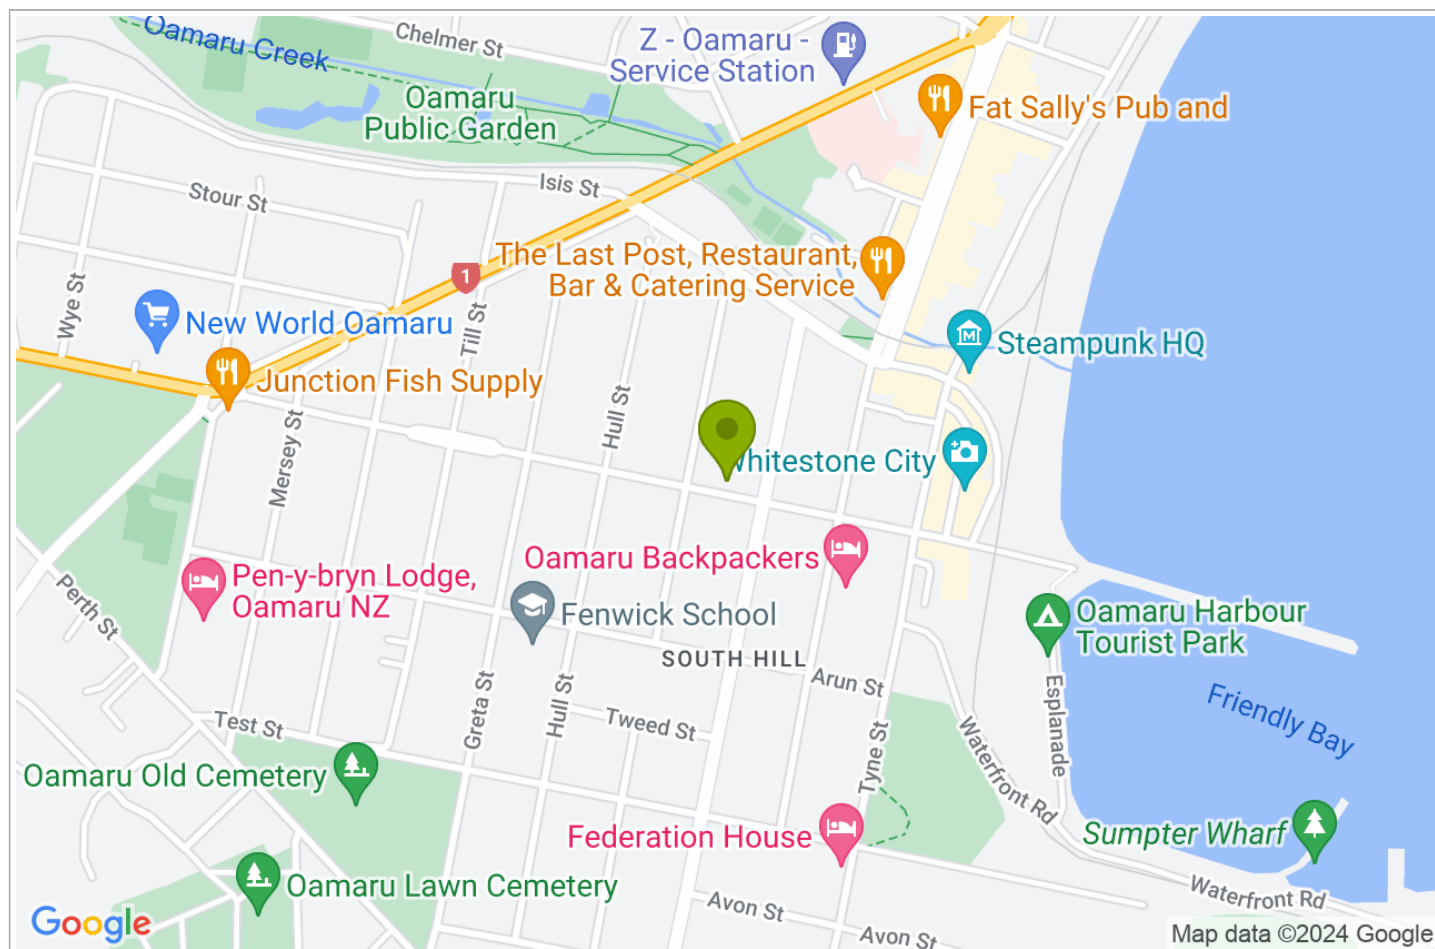 Oamaru Creek
Chelmer St
Z - Oamaru -
Service Station
Oamaru
Public Garden
Fat Sally's Pub and
Isis St
Stour St
The Last Post, Restaurant,
Bar & Catering Service
1
Wye St
New World Oamaru
Till St
Steampunk HQ
Junction Fish Supply
Hull St
Mersey St
Whitestone City
Oamaru Backpackers
Pen-y-bryn Lodge,
Oamaru NZ
Perth St
Fenwick School
Oamaru Harbour
Tourist Park
SOUTH HILL
Arun St
Esplanade
Friendly Bay
Greta St
Hull St
Tweed St
Test St
Tyne St
Waterfront Rd
Oamaru Old Cemetery
Federation House
Sumpter Wharf
Oamaru Lawn Cemetery
Waterfront Rd
Avon St
Avon St
Google
Map data ©2024 Google